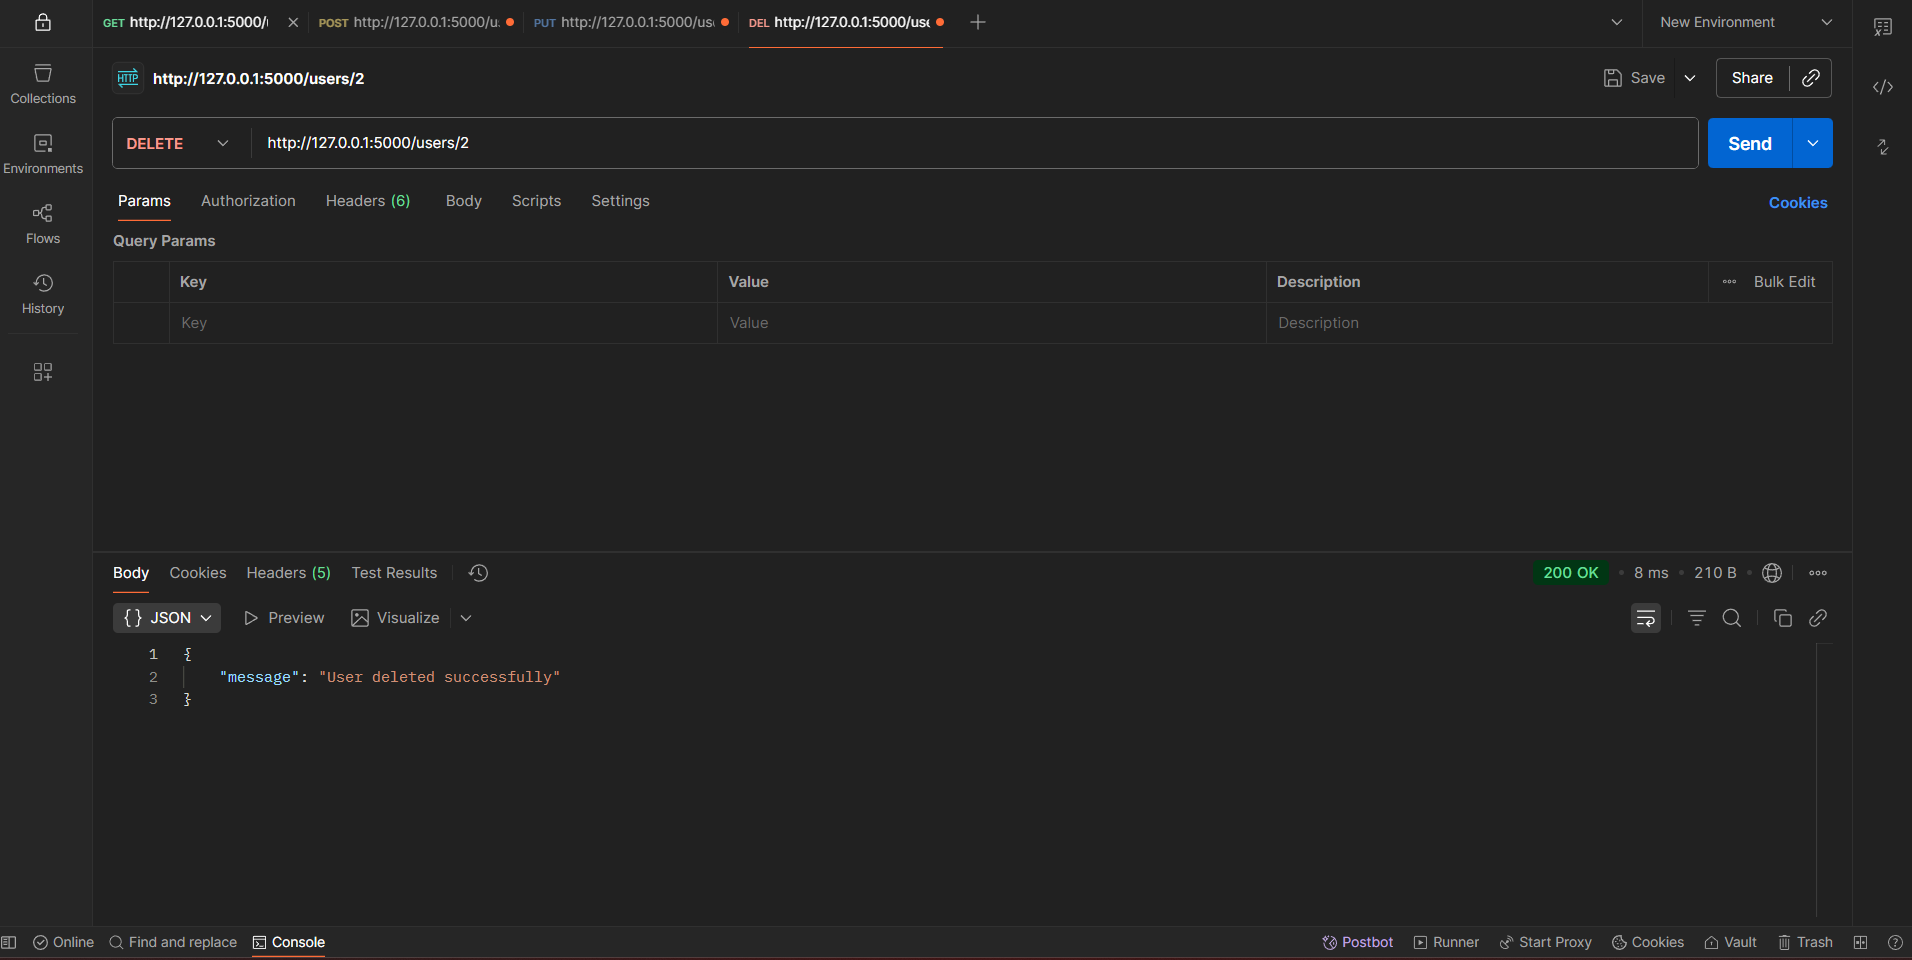 GET http://127.0.0.1:5000/ POST http://127.0.0.1:5000/u. PUT http://127.0.0.1:5000/us DEL http://127.0.0.1:5000/use New Environment
HTTP http://127.0.0.1:5000/users/2 Save Share
Collections
DELETE http://127.0.0.1:5000/users/2 Send
Environments
Params Authorization Headers (6) Body Scripts Settings Cookies
Flows
Query Params
Key Value Description Bulk Edit
History
Key Value Description
Body Cookies Headers (5) Test Results 200 OK 8 ms 210 B
{} JSON Preview Visualize
1 {
2 "message": "User deleted successfully"
3 }
Online Find and replace Console Postbot Runner Start Proxy Cookies Vault Trash